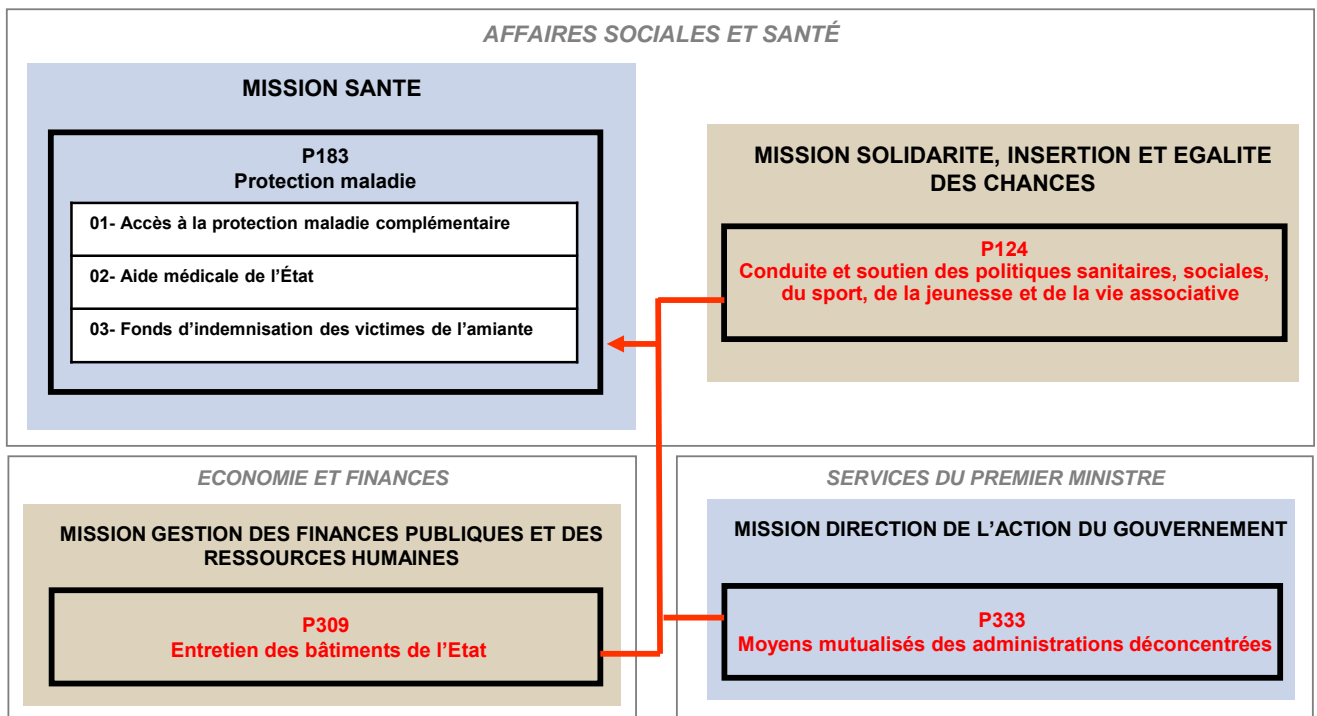 AFFAIRES SOCIALES ET SANTÉ
MISSION SANTE
P183
Protection maladie
01- Accès à la protection maladie complémentaire
02- Aide médicale de l’État
03- Fonds d’indemnisation des victimes de l’amiante
MISSION SOLIDARITE, INSERTION ET EGALITE
DES CHANCES
P124
Conduite et soutien des politiques sanitaires, sociales,
du sport, de la jeunesse et de la vie associative
ECONOMIE ET FINANCES
MISSION GESTION DES FINANCES PUBLIQUES ET DES
RESSOURCES HUMAINES
P309
Entretien des bâtiments de l’Etat
SERVICES DU PREMIER MINISTRE
MISSION DIRECTION DE L’ACTION DU GOUVERNEMENT
P333
Moyens mutualisés des administrations déconcentrées